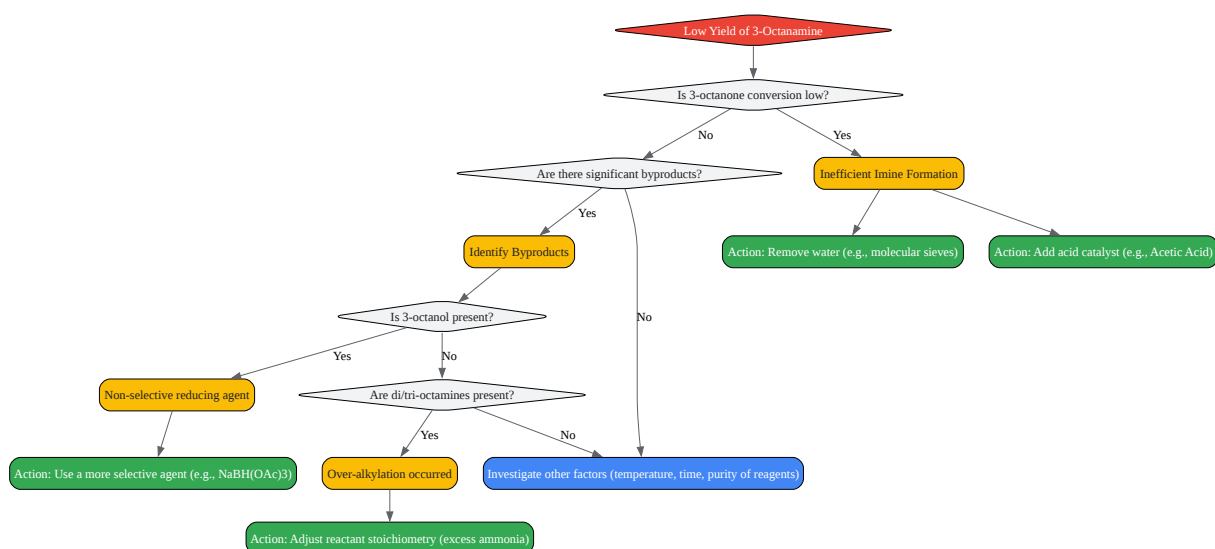 Low Yield of 3-Octanamine
Is 3-octanone conversion low?
No
Yes
Are there significant byproducts?
Inefficient Imine Formation
Yes
Identify Byproducts
Action: Remove water (e.g., molecular sieves)
Action: Add acid catalyst (e.g., Acetic Acid)
Is 3-octanol present?
No
Yes
No
Non-selective reducing agent
Are di/tri-octamines present?
Yes
No
Action: Use a more selective agent (e.g., NaBH(OAc)3)
Over-alkylation occurred
Investigate other factors (temperature, time, purity of reagents)
Action: Adjust reactant stoichiometry (excess ammonia)